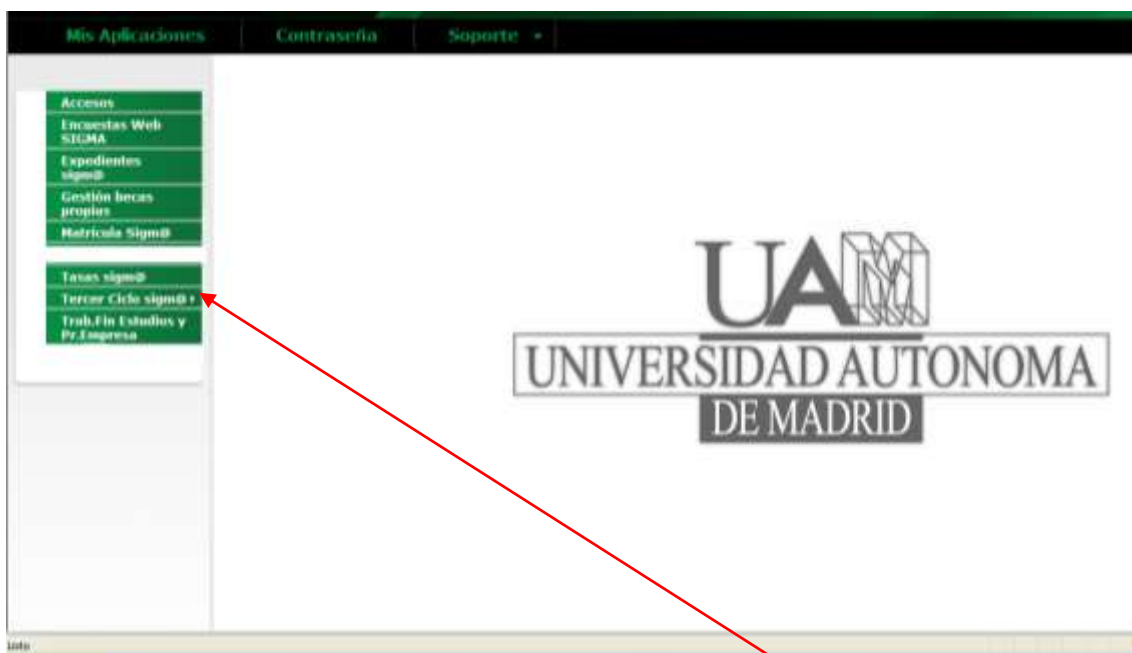 Mis Aplicaciones
Contraseña
Soporte
Accesos
Encuestas Web
SIGMA
Expedientes
sigm@
Gestión becas
propias
Matrícula Sigm@
Tasas sigm@
Tercer Ciclo sigm@
Trab.Fin Estudios y
Pr.Empresa
UAM
UNIVERSIDAD AUTONOMA
DE MADRID
Listo